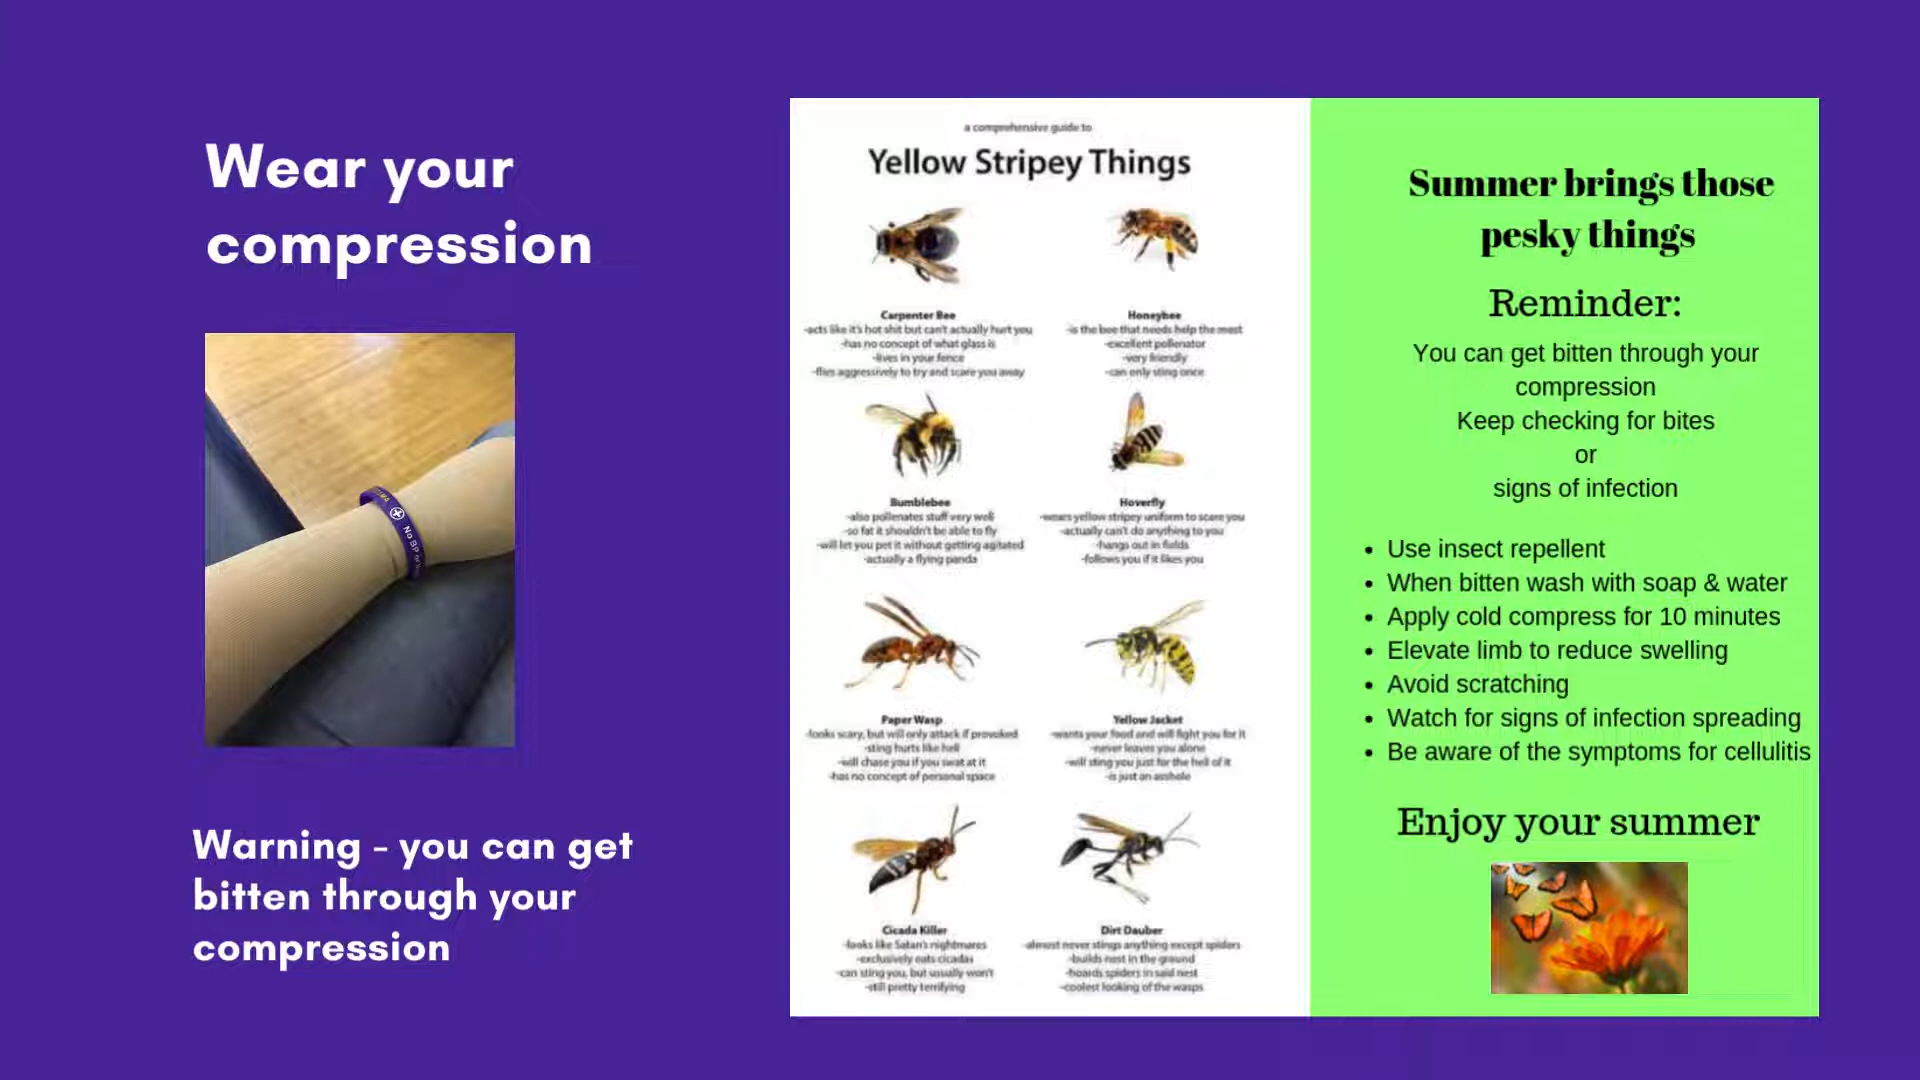 Wear your
compression
No BP or
Warning - you can get
bitten through your
compression
a comprehensive guide to
Yellow Stripey Things
Carpenter Bee
-acts like it's hot shit but can't actually hurt you
-has no concept of what glass is
-lives in your fence
-flies aggressively to try and scare you away
Honeybee
-is the bee that needs help the most
-excellent pollenator
-very friendly
-can only sting once
Bumblebee
-also pollenates stuff very well
-so fat it shouldn't be able to fly
-will let you pet it without getting agitated
-actually a flying panda
Hoverfly
-wears yellow stripey uniform to scare you
-actually can't do anything to you
-hangs out in fields
-follows you if it likes you
Paper Wasp
-looks scary, but will only attack if provoked
-sting hurts like hell
-will chase you if you swat at it
-has no concept of personal space
Yellow Jacket
-wants your food and will fight you for it
-never leaves you alone
-will sting you just for the hell of it
-is just an asshole
Cicada Killer
-looks like Satan's nightmares
-exclusively eats cicadas
-can sting you, but usually won't
-still pretty terrifying
Dirt Dauber
-almost never stings anything except spiders
-builds nest in the ground
-hoards spiders in said nest
-coolest looking of the wasps
Summer brings those
pesky things
Reminder:
You can get bitten through your
compression
Keep checking for bites
or
signs of infection
• Use insect repellent
• When bitten wash with soap & water
• Apply cold compress for 10 minutes
• Elevate limb to reduce swelling
• Avoid scratching
• Watch for signs of infection spreading
• Be aware of the symptoms for cellulitis
Enjoy your summer